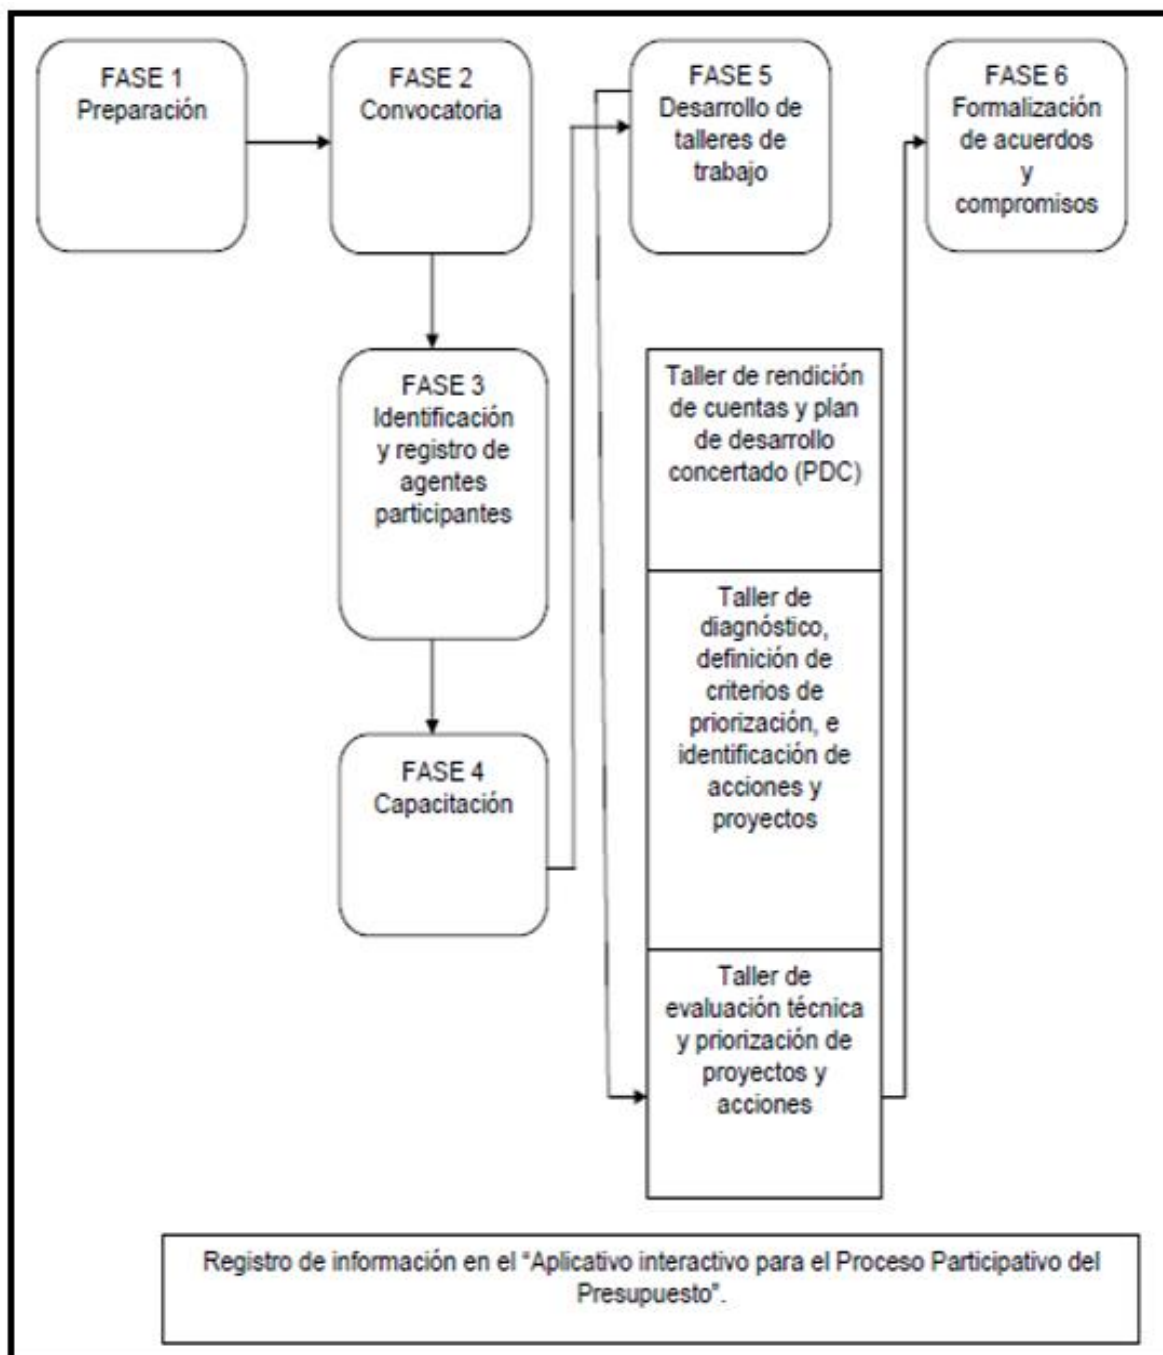 FASE 1
Preparación
FASE 2
Convocatoria
FASE 3
Identificación
y registro de
agentes
participantes
FASE 4
Capacitación
FASE 5
Desarrollo de
talleres de
trabajo
Taller de rendición
de cuentas y plan
de desarrollo
concertado (PDC)
Taller de
diagnóstico,
definición de
criterios de
priorización, e
identificación de
acciones y
proyectos
Taller de
evaluación técnica
y priorización de
proyectos y
acciones
FASE 6
Formalización
de acuerdos
y
compromisos
Registro de información en el “Aplicativo interactivo para el Proceso Participativo del
Presupuesto”.